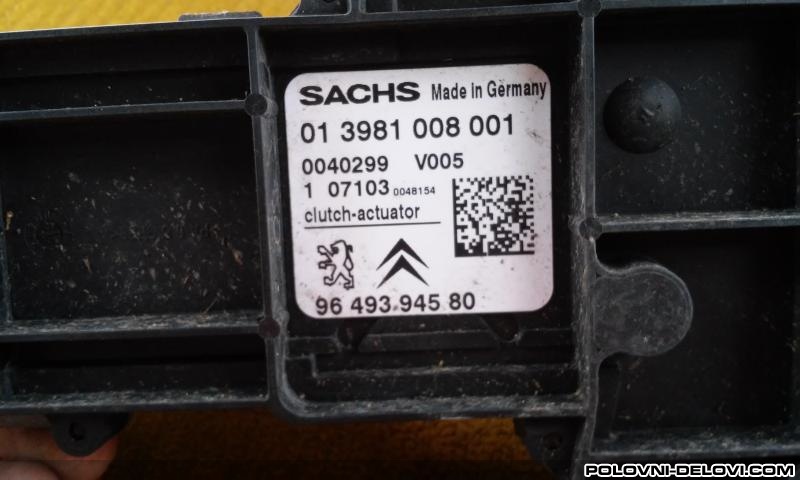 SACHS Made in Germany
01 3981 008 001
0040299 V005
1 07103 0048154
clutch-actuator
96 493 945 80
POLOVNI-DELOVI.COM